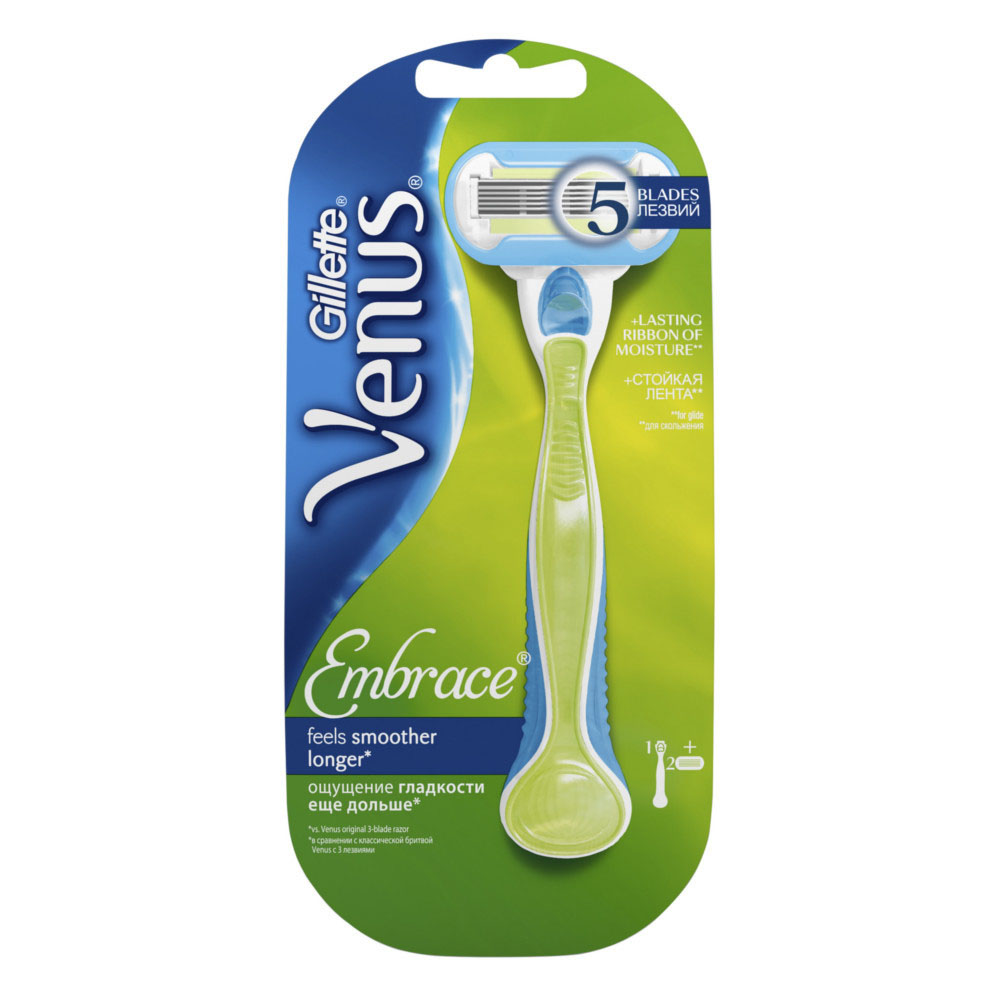 Gillette®
Venus®
5
BLADES
ЛЕЗВИЙ
+LASTING
RIBBON OF
MOISTURE**
+СТОЙКАЯ
ЛЕНТА**
**for glide
**для скольжения
Embrace®
feels smoother
longer*
ощущение гладкости
еще дольше*
*vs. Venus original 3-blade razor
*в сравнении с классической бритвой
Venus с 3 лезвиями
1 +
2